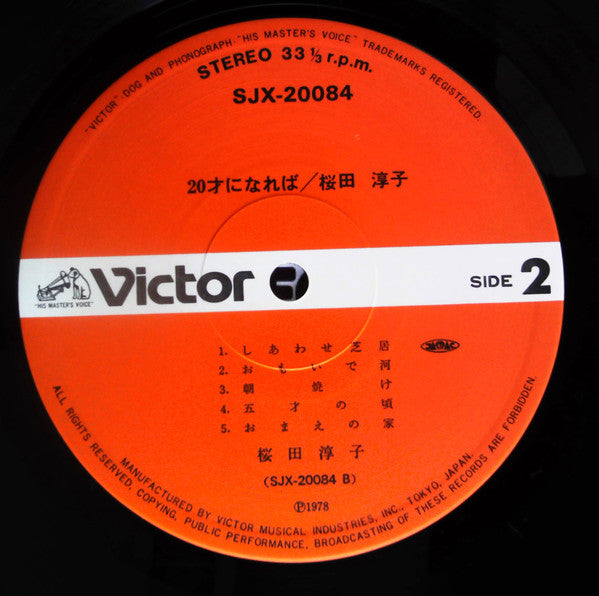 "VICTOR"·DOG AND PHONOGRAPH·"HIS MASTER'S VOICE" TRADEMARKS REGISTERED.
STEREO 33 ⅓ r.p.m.
SJX-20084
20才になれば/桜田 淳子
"HIS MASTER'S VOICE"
Victor
SIDE 2
1. しあわせ芝居
2. おもいで河
3. 朝焼け
4. 五才の頃
5. おまえの家
JASRAC
桜田淳子
(SJX-20084 B)
Ⓟ1978
MANUFACTURED BY VICTOR MUSICAL INDUSTRIES, INC., TOKYO, JAPAN.
ALL RIGHTS RESERVED, COPYING, PUBLIC PERFORMANCE, BROADCASTING OF THESE RECORDS ARE FORBIDDEN.